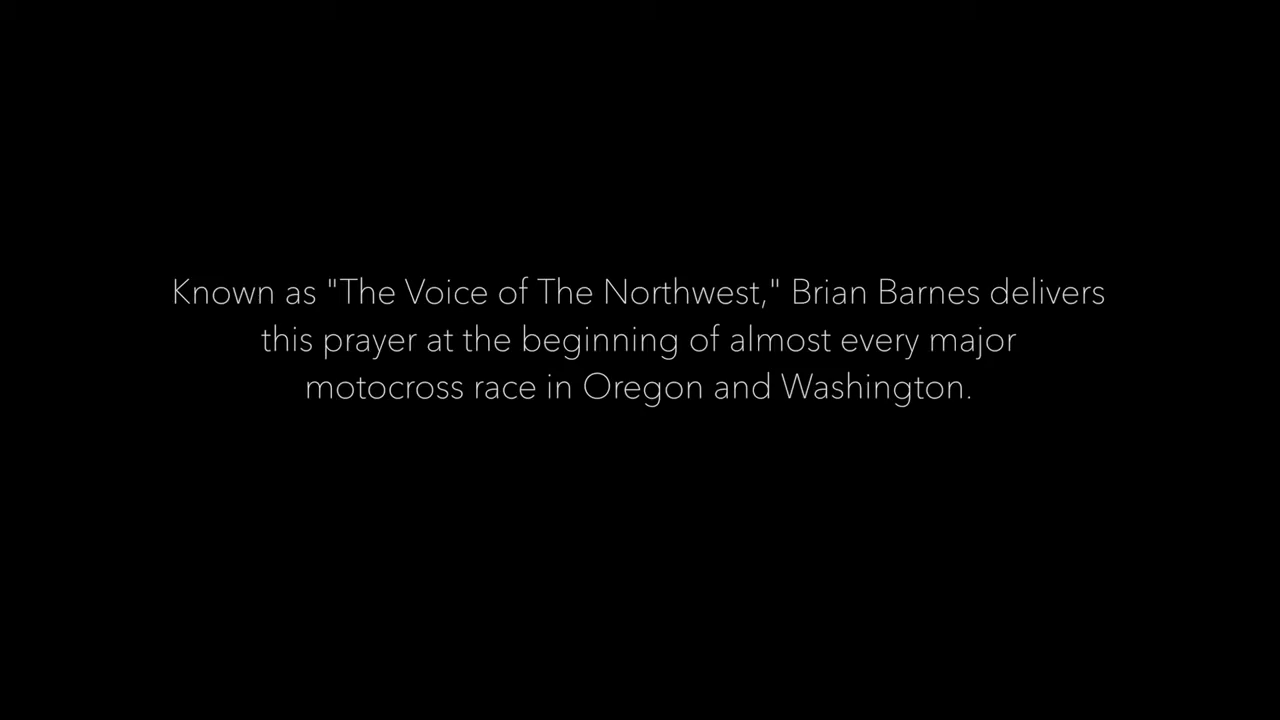 Known as "The Voice of The Northwest," Brian Barnes delivers
this prayer at the beginning of almost every major
motocross race in Oregon and Washington.